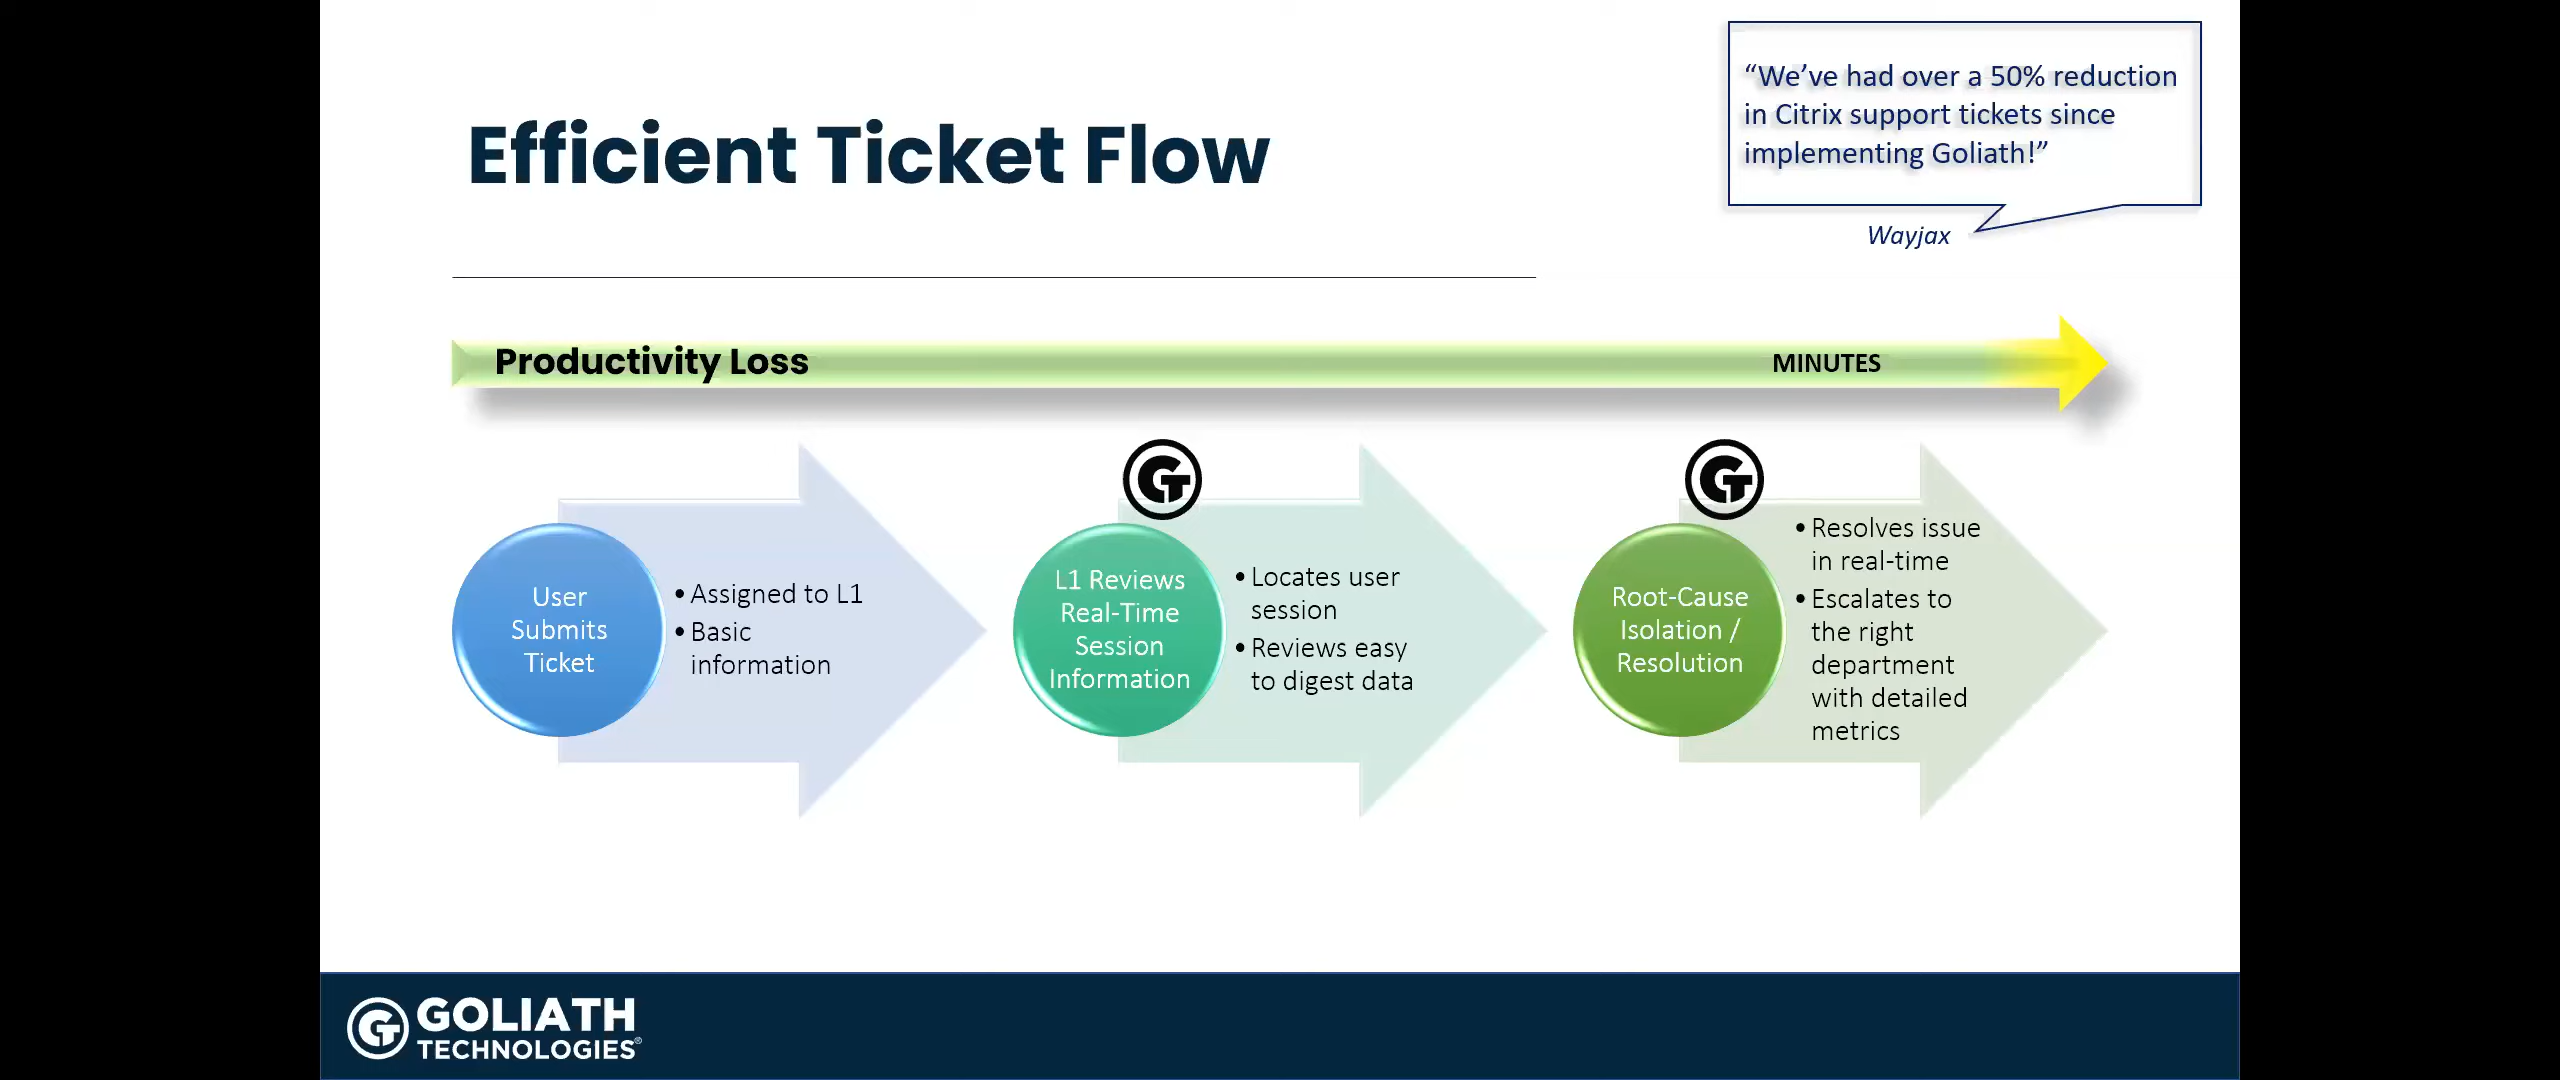 Efficient Ticket Flow
“We’ve had over a 50% reduction
in Citrix support tickets since
implementing Goliath!”
Wayjax
Productivity Loss
MINUTES
User
Submits
Ticket
• Assigned to L1
• Basic
information
L1 Reviews
Real-Time
Session
Information
• Locates user
session
• Reviews easy
to digest data
Root-Cause
Isolation /
Resolution
• Resolves issue
in real-time
• Escalates to
the right
department
with detailed
metrics
GOLIATH
TECHNOLOGIES®